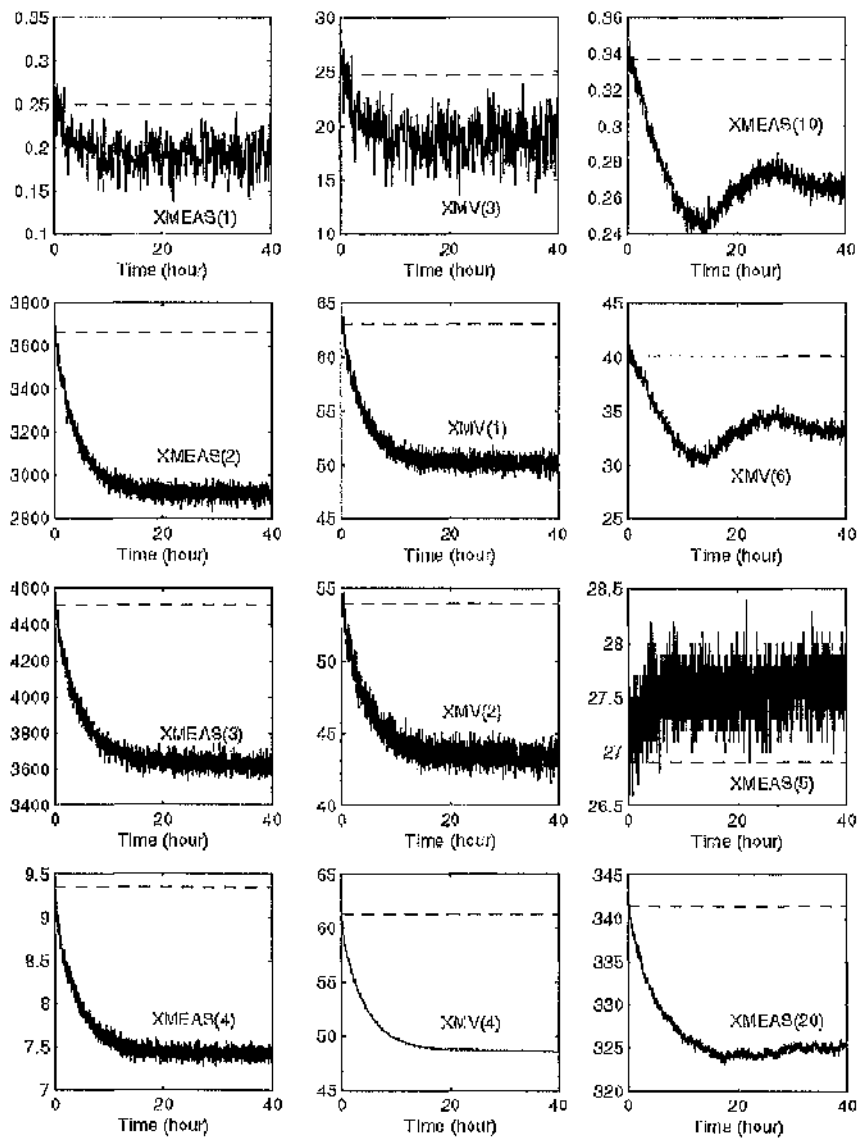 0.35 30 0.36
0.3 25 0.34
0.25 0.32
0.2 20 0.3 XMEAS(10)
0.28
0.15 15 0.26
XMEAS(1) XMV(3)
0.1 10 0.24
0 20 40 0 20 40 0 20 40
Time (hour) Time (hour) Time (hour)
3800 65 45
3600 60 40
3400
3200 55 35
XMEAS(2) XMV(1)
3000 50 30 XMV(6)
2800 45 25
0 20 40 0 20 40 0 20 40
Time (hour) Time (hour) Time (hour)
4600 55 28.5
4400 28
4200 50
4000 27.5
3800 XMEAS(3) 45 XMV(2) 27
3600 XMEAS(5)
3400 40 26.5
0 20 40 0 20 40 0 20 40
Time (hour) Time (hour) Time (hour)
9.5 65 345
9 60 340
8.5 335
55
8 XMEAS(4) XMV(4) 330 XMEAS(20)
7.5 50 325
7 45 320
0 20 40 0 20 40 0 20 40
Time (hour) Time (hour) Time (hour)